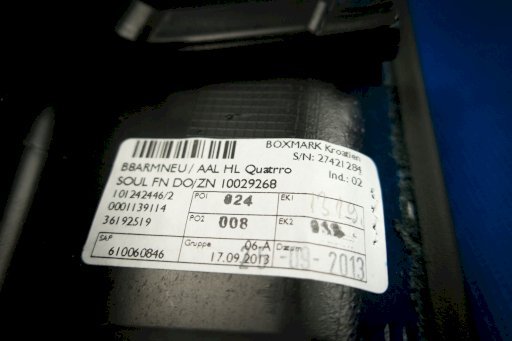 BOXMARK Kroatien
S/N: 27421284
Ind.: 02
BBARMNEU / AAL HL Quattro
SOUL FN DO/ZN 10029268
101242446/2
0001139114
36192519
PO1 024
EK1
PO2 008
EK2
SAP
610060846
Gruppe 06-A
17.09.2013
Datum
-09-2013